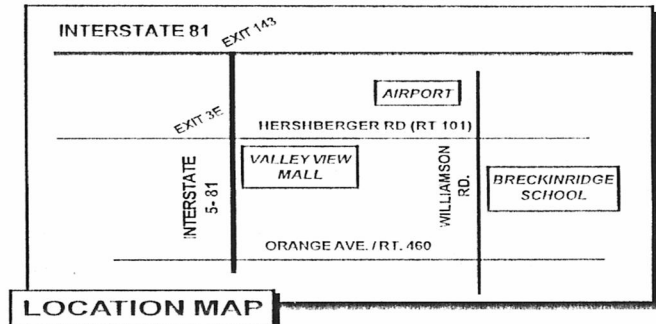 INTERSTATE 81
EXIT 143
AIRPORT
EXIT 3E
HERSHBERGER RD (RT 101)
VALLEY VIEW
MALL
INTERSTATE
5-81
WILLIAMSON
RD.
BRECKINRIDGE
SCHOOL
ORANGE AVE. / RT. 460
LOCATION MAP